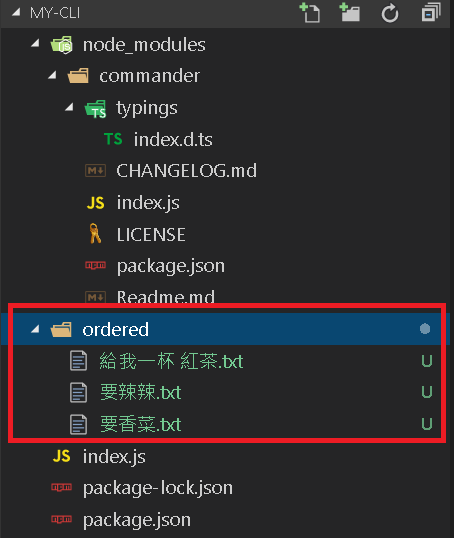 MY-CLI
node_modules
commander
typings
TS index.d.ts
CHANGELOG.md
JS index.js
LICENSE
package.json
Readme.md
ordered
給我一杯 紅茶.txt U
要辣辣.txt U
要香菜.txt U
JS index.js
package-lock.json
package.json